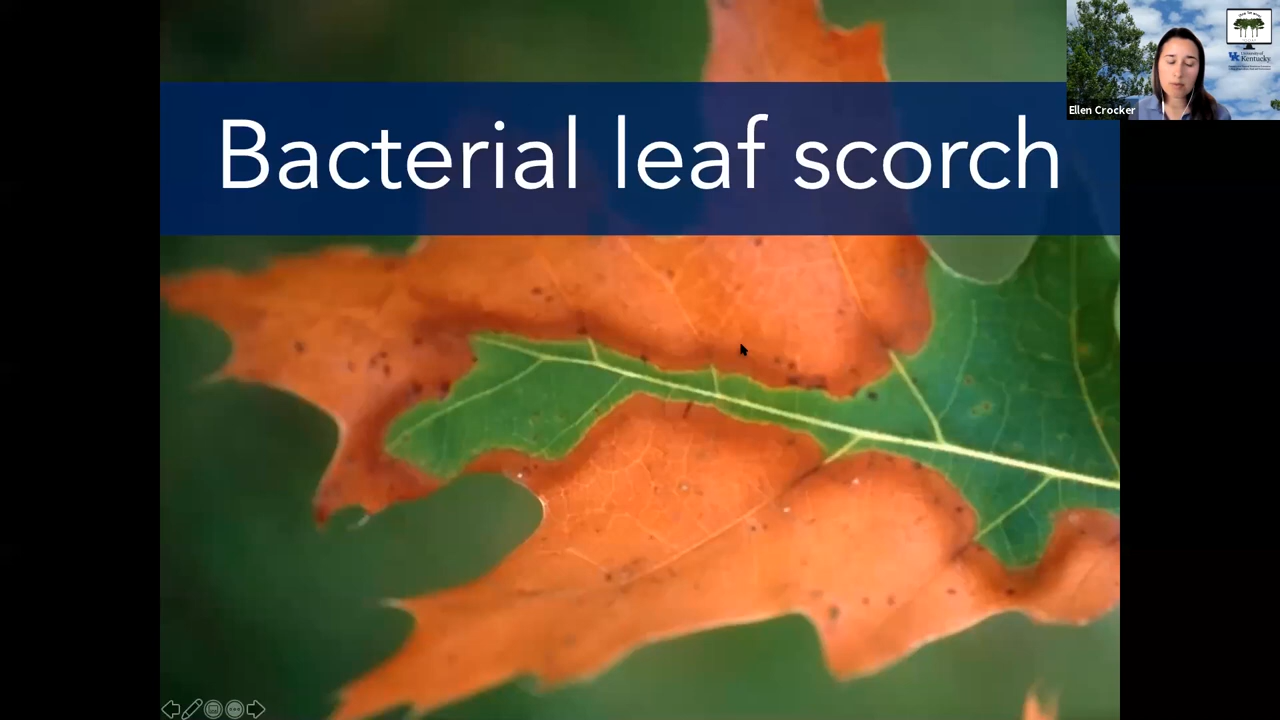 Bacterial leaf scorch
Ellen Crocker
University of
Kentucky